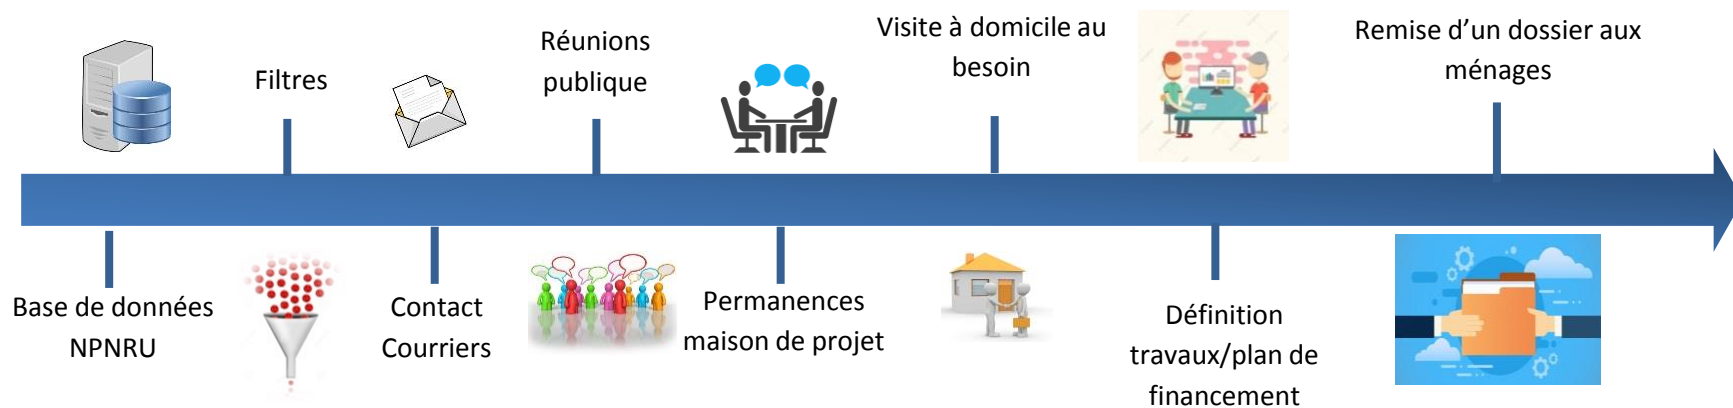 Base de données
NPNRU
Filtres
Contact
Courriers
Réunions
publique
Permanences
maison de projet
Visite à domicile au
besoin
Définition
travaux/plan de
financement
Remise d’un dossier aux
ménages